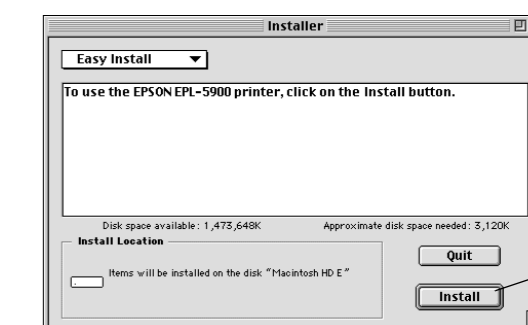 Installer
Easy Install
To use the EPSON EPL-5900 printer, click on the Install button.
Disk space available: 1,473,648K Approximate disk space needed: 3,120K
Install Location
Items will be installed on the disk “Macintosh HD E”
Quit
Install